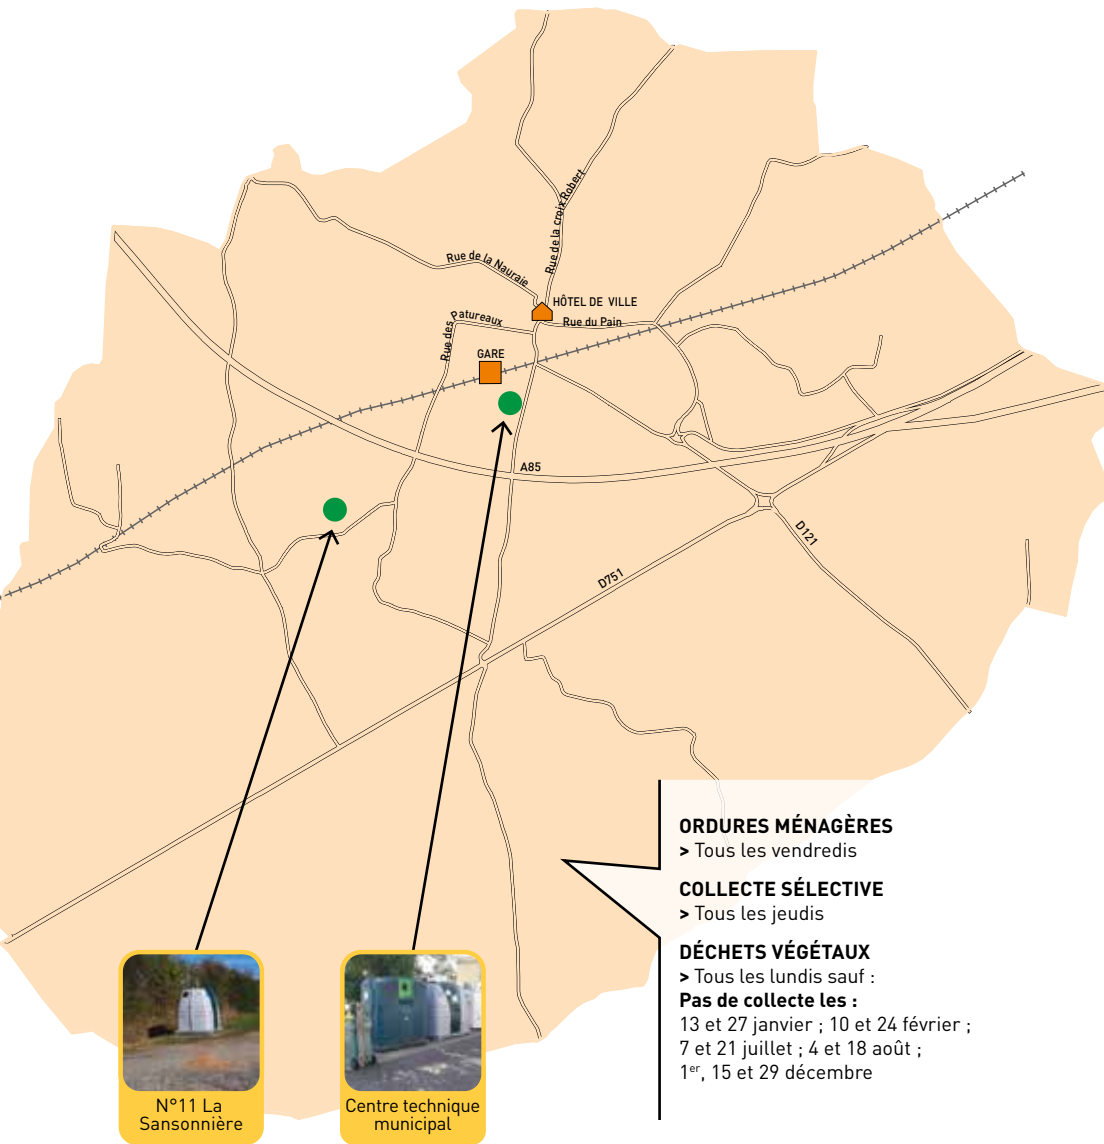 Rue de la croix Robert
Rue de la Nauraie
HÔTEL DE VILLE
Rue des Patureaux
Rue du Pain
GARE
A85
D121
D751
ORDURES MÉNAGÈRES
> Tous les vendredis
COLLECTE SÉLECTIVE
> Tous les jeudis
DÉCHETS VÉGÉTAUX
> Tous les lundis sauf :
Pas de collecte les :
13 et 27 janvier ; 10 et 24 février ;
7 et 21 juillet ; 4 et 18 août ;
1er, 15 et 29 décembre
N°11 La
Sansonnière
Centre technique
municipal